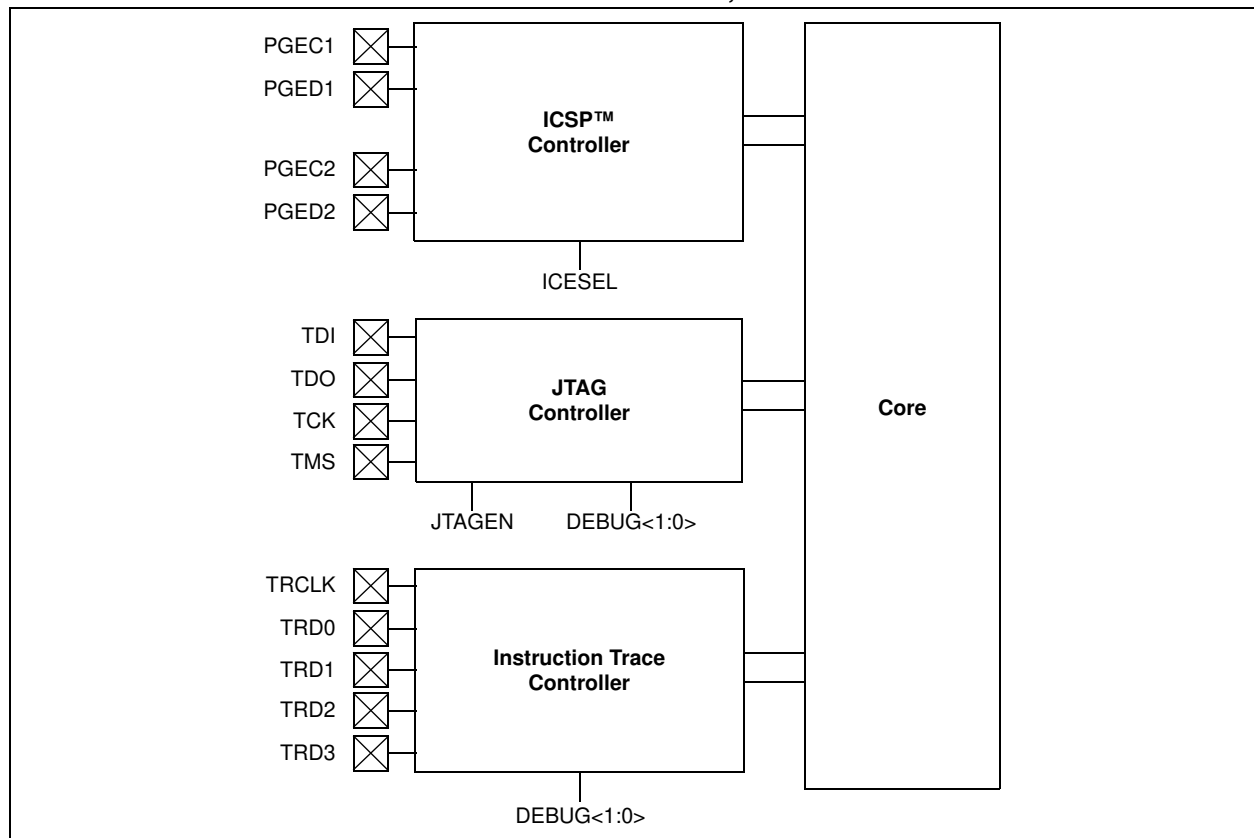 PGEC1
PGED1
PGEC2
PGED2
ICSP™
Controller
ICESEL
TDI
TDO
TCK
TMS
JTAG
Controller
JTAGEN
DEBUG<1:0>
Core
TRCLK
TRD0
TRD1
TRD2
TRD3
Instruction Trace
Controller
DEBUG<1:0>